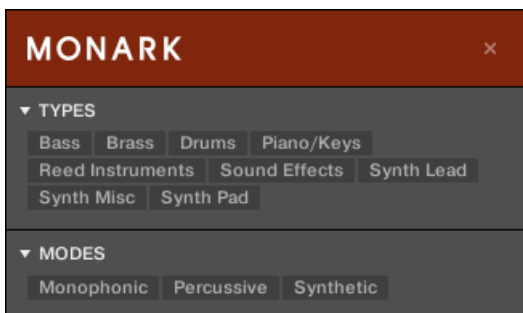 MONARK ×
▼ TYPES
Bass Brass Drums Piano/Keys
Reed Instruments Sound Effects Synth Lead
Synth Misc Synth Pad
▼ MODES
Monophonic Percussive Synthetic